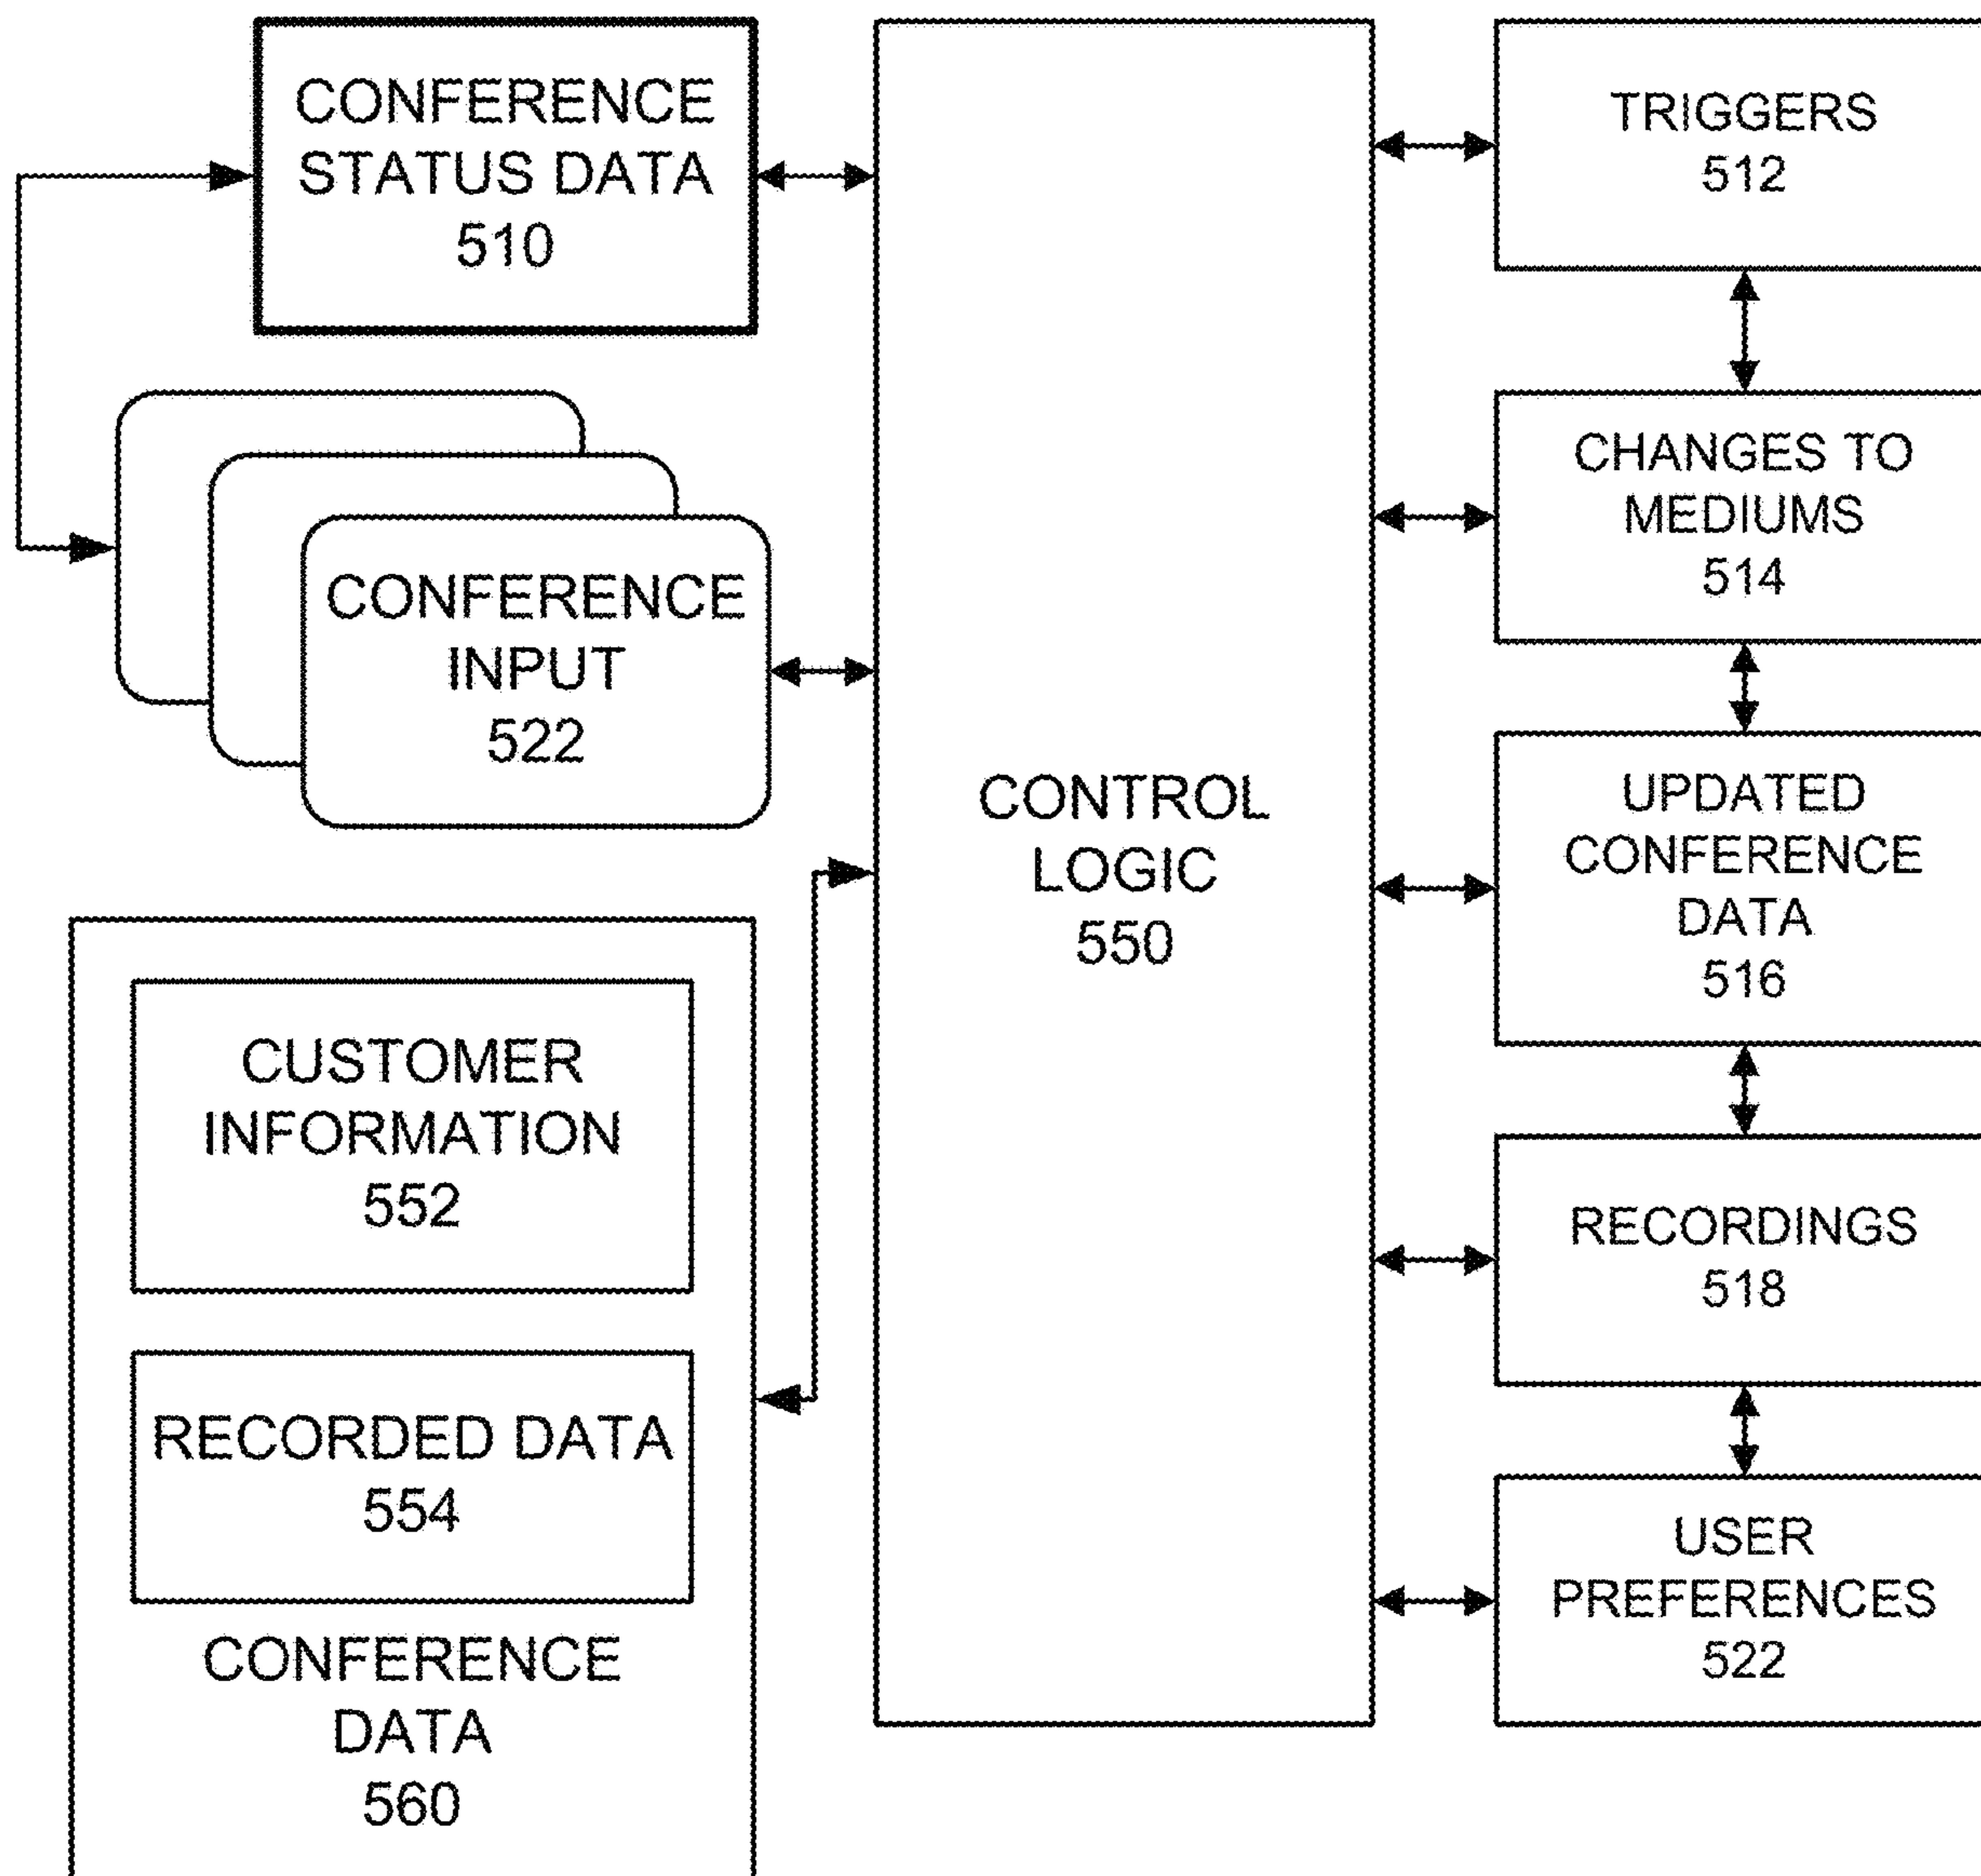 CONFERENCE
STATUS DATA
510
CONFERENCE
INPUT
522
CUSTOMER
INFORMATION
552
RECORDED DATA
554
CONFERENCE
DATA
560
CONTROL
LOGIC
550
TRIGGERS
512
CHANGES TO
MEDIUMS
514
UPDATED
CONFERENCE
DATA
516
RECORDINGS
518
USER
PREFERENCES
522